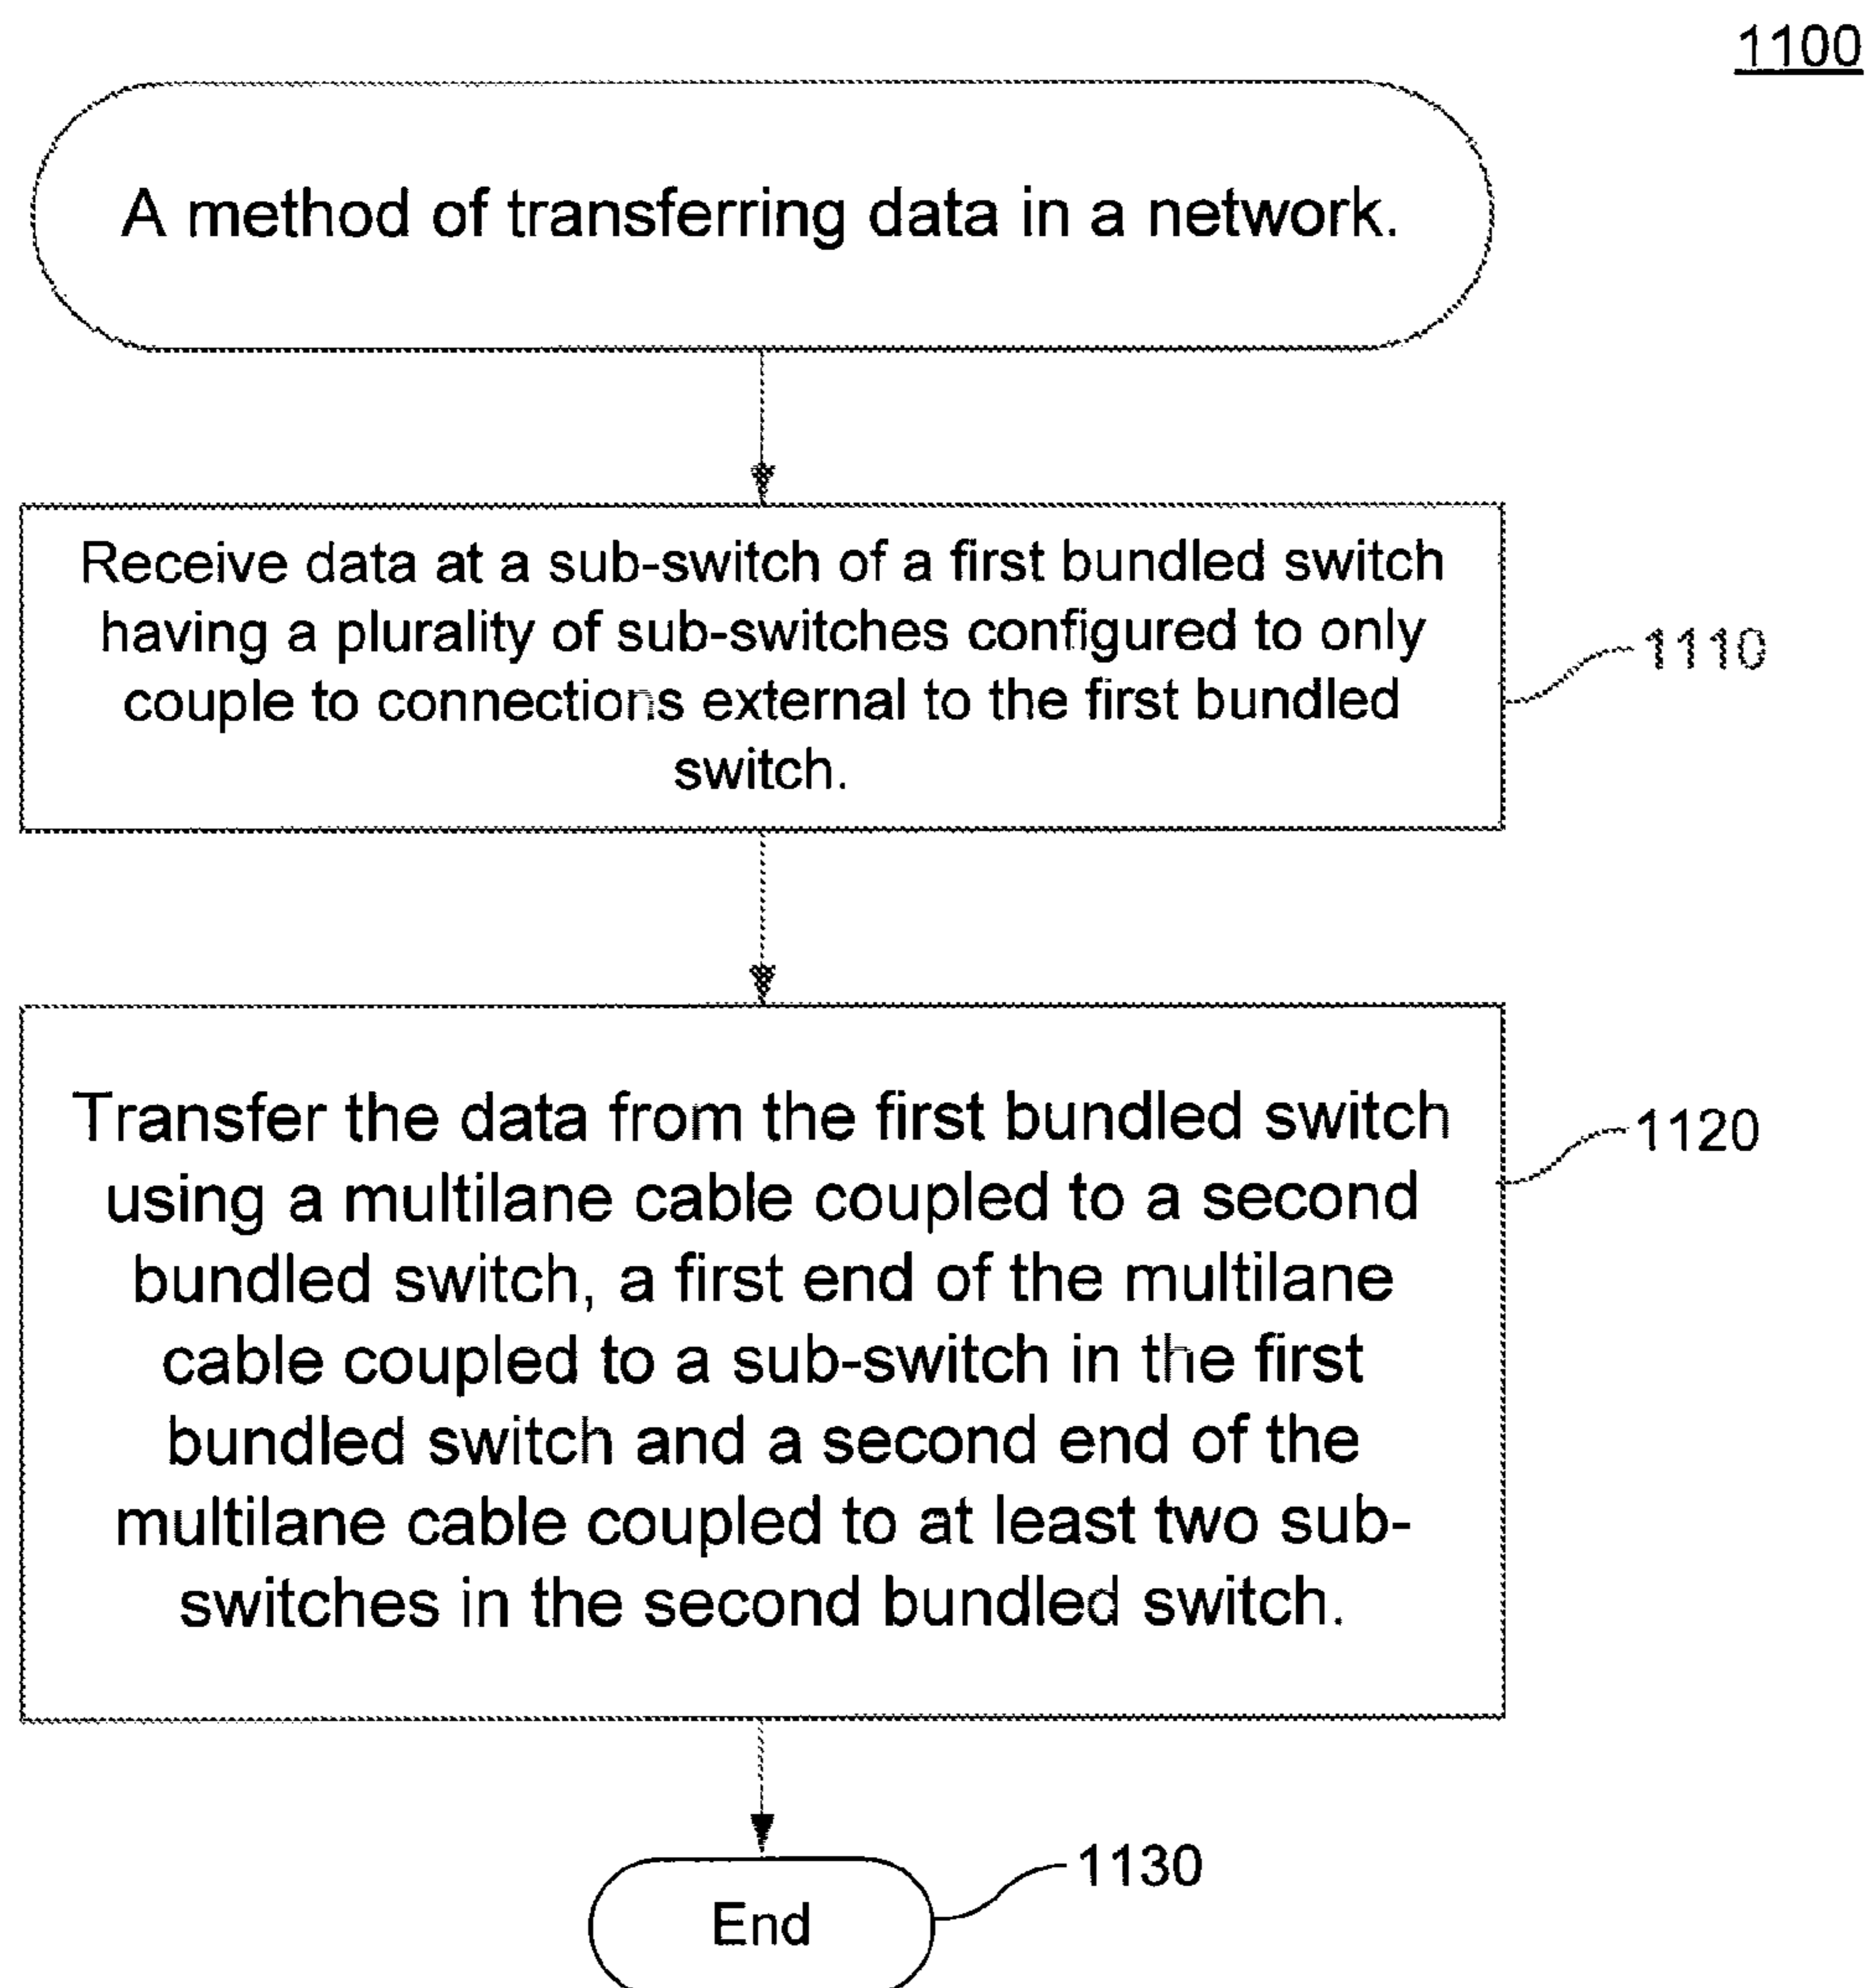 1100
A method of transferring data in a network.
Receive data at a sub-switch of a first bundled switch
having a plurality of sub-switches configured to only
couple to connections external to the first bundled
switch.
1110
Transfer the data from the first bundled switch
using a multilane cable coupled to a second
bundled switch, a first end of the multilane
cable coupled to a sub-switch in the first
bundled switch and a second end of the
multilane cable coupled to at least two sub-
switches in the second bundled switch.
1120
End
1130